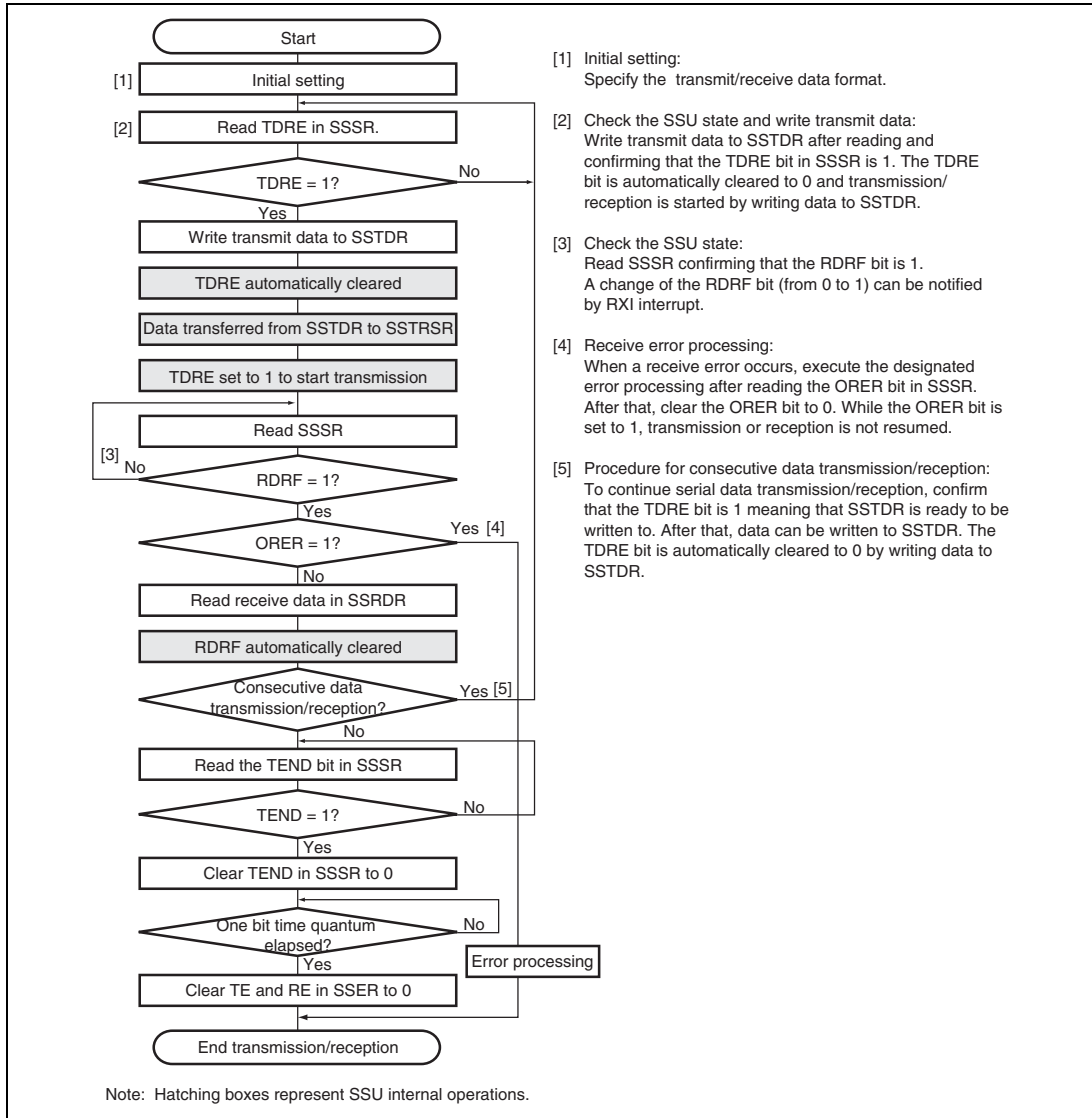 Start
[1] Initial setting
[2] Read TDRE in SSSR.
TDRE = 1?
No
Yes
Write transmit data to SSTDR
TDRE automatically cleared
Data transferred from SSTDR to SSTRSR
TDRE set to 1 to start transmission
Read SSSR
[3]
No
RDRF = 1?
Yes
Yes [4]
ORER = 1?
No
Read receive data in SSRDR
RDRF automatically cleared
Consecutive data
transmission/reception?
Yes [5]
No
Read the TEND bit in SSSR
TEND = 1?
No
Yes
Clear TEND in SSSR to 0
One bit time quantum
elapsed?
No
Yes
Error processing
Clear TE and RE in SSER to 0
End transmission/reception
[1] Initial setting:
Specify the transmit/receive data format.
[2] Check the SSU state and write transmit data:
Write transmit data to SSTDR after reading and
confirming that the TDRE bit in SSSR is 1. The TDRE
bit is automatically cleared to 0 and transmission/
reception is started by writing data to SSTDR.
[3] Check the SSU state:
Read SSSR confirming that the RDRF bit is 1.
A change of the RDRF bit (from 0 to 1) can be notified
by RXI interrupt.
[4] Receive error processing:
When a receive error occurs, execute the designated
error processing after reading the ORER bit in SSSR.
After that, clear the ORER bit to 0. While the ORER bit is
set to 1, transmission or reception is not resumed.
[5] Procedure for consecutive data transmission/reception:
To continue serial data transmission/reception, confirm
that the TDRE bit is 1 meaning that SSTDR is ready to be
written to. After that, data can be written to SSTDR. The
TDRE bit is automatically cleared to 0 by writing data to
SSTDR.
Note: Hatching boxes represent SSU internal operations.